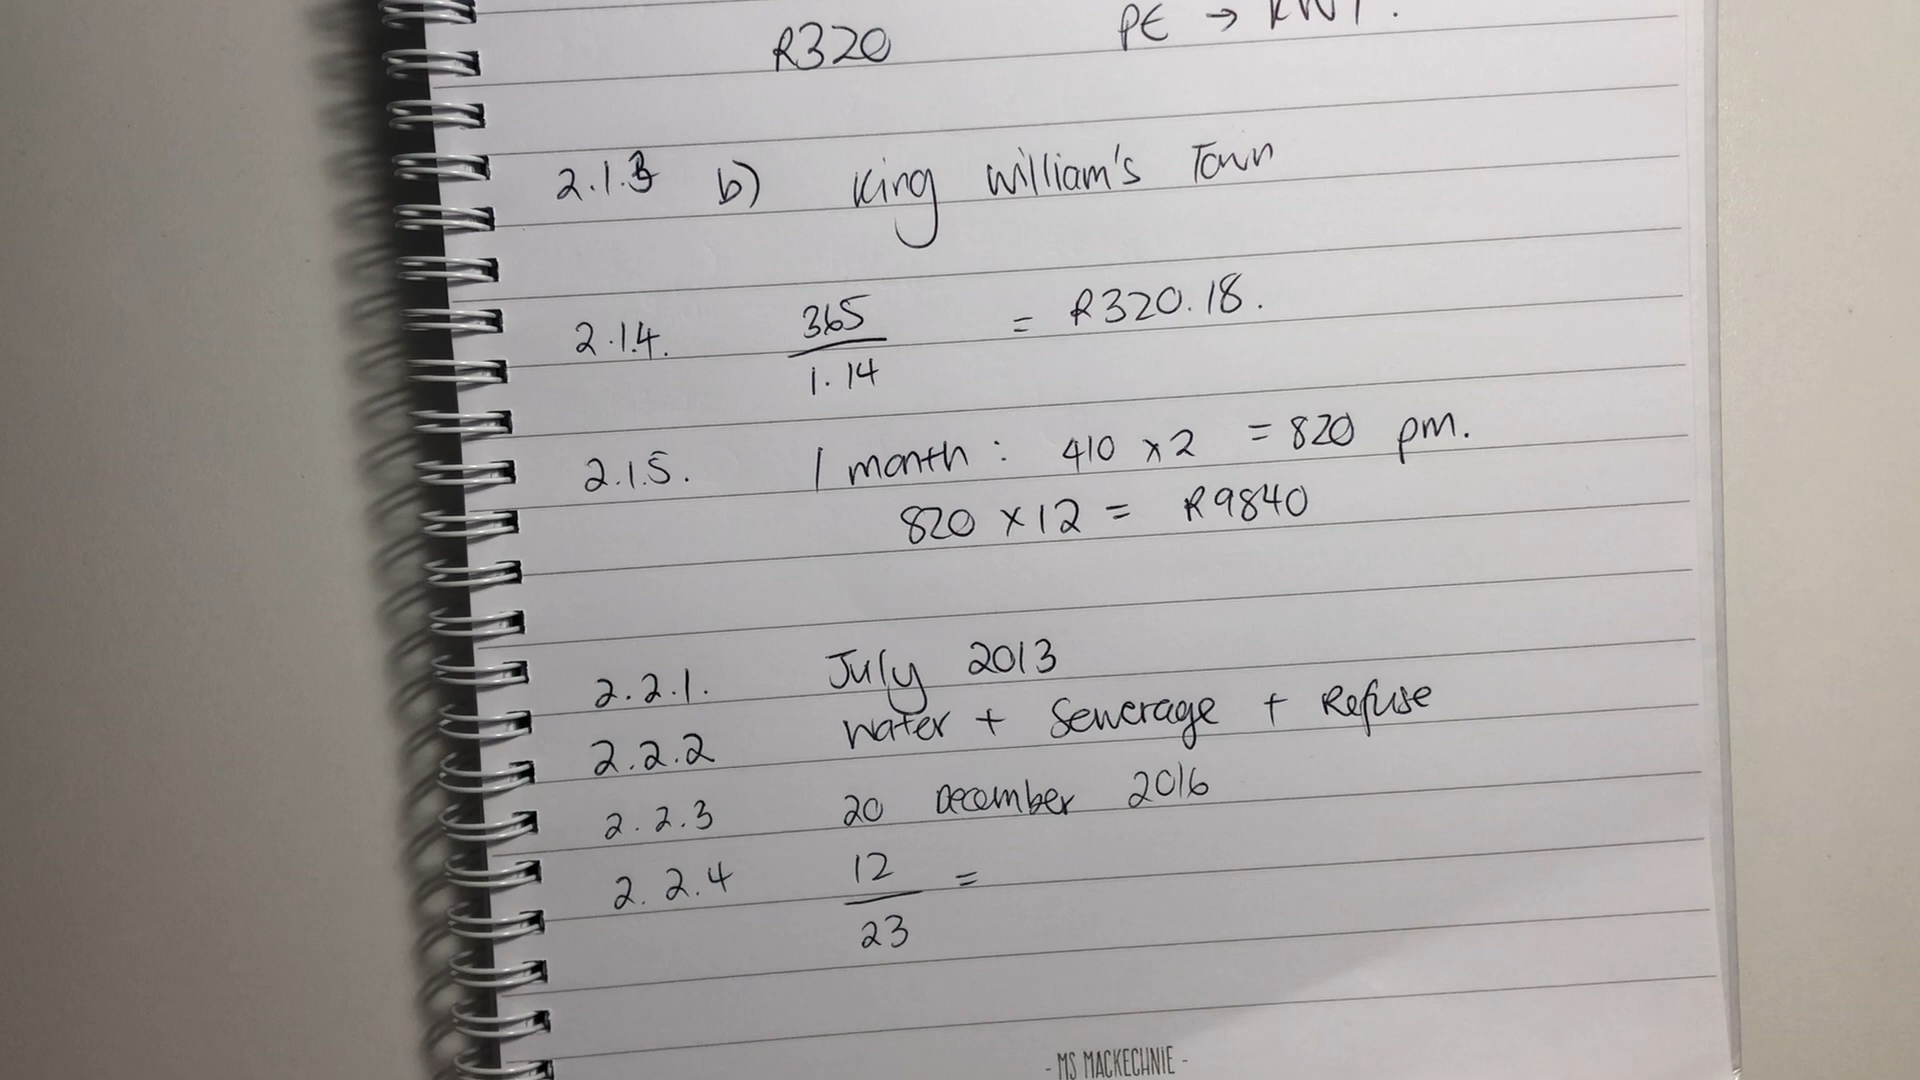 R320 PE → KWT.
2.1.3 b) King William's Town
2.1.4. 365
1.14 = R320.18.
2.1.5. 1 month : 410 x 2 = 820 pm.
820 x 12 = R9840
2.2.1. July 2013
2.2.2 Water + Sewerage + Refuse
2.2.3 20 December 2016
2.2.4 12
23 =
- MS MACKECHNIE -